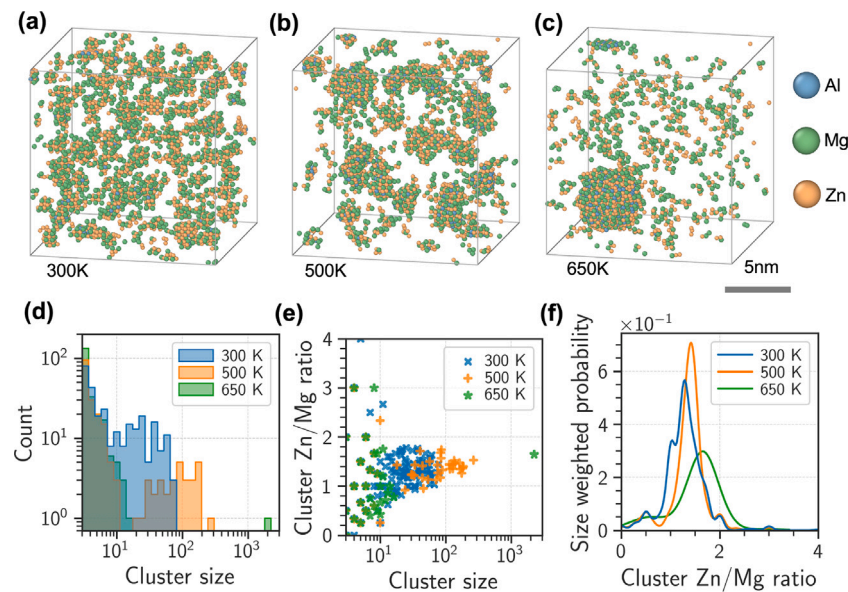 (a)
(b)
(c)
Al
Mg
Zn
300K
500K
650K
5nm
(d)
(e)
(f)
10²
10¹
10⁰
Count
300 K
500 K
650 K
10¹
10²
10³
Cluster size
4
3
2
1
0
Cluster Zn/Mg ratio
300 K
500 K
650 K
10¹
10²
10³
Cluster size
×10⁻¹
6
4
2
0
Size weighted probability
300 K
500 K
650 K
0
2
4
Cluster Zn/Mg ratio